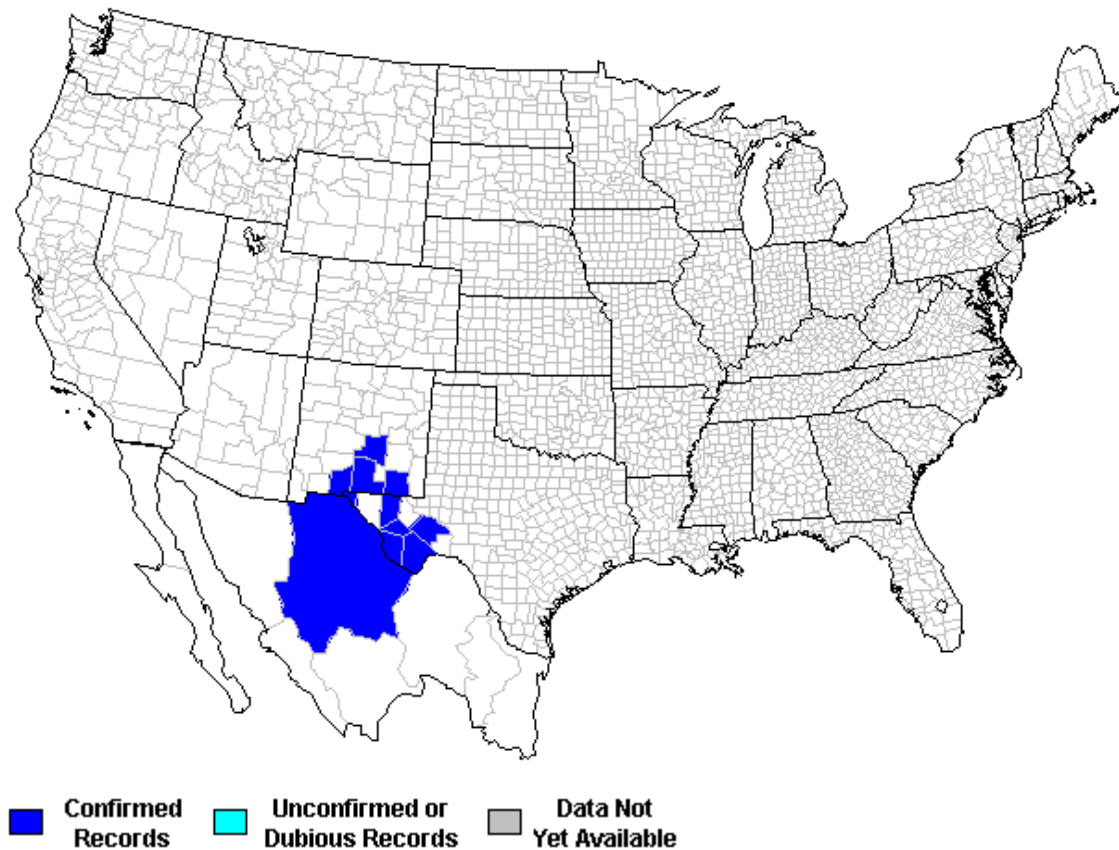 Confirmed
Records
Unconfirmed or
Dubious Records
Data Not
Yet Available